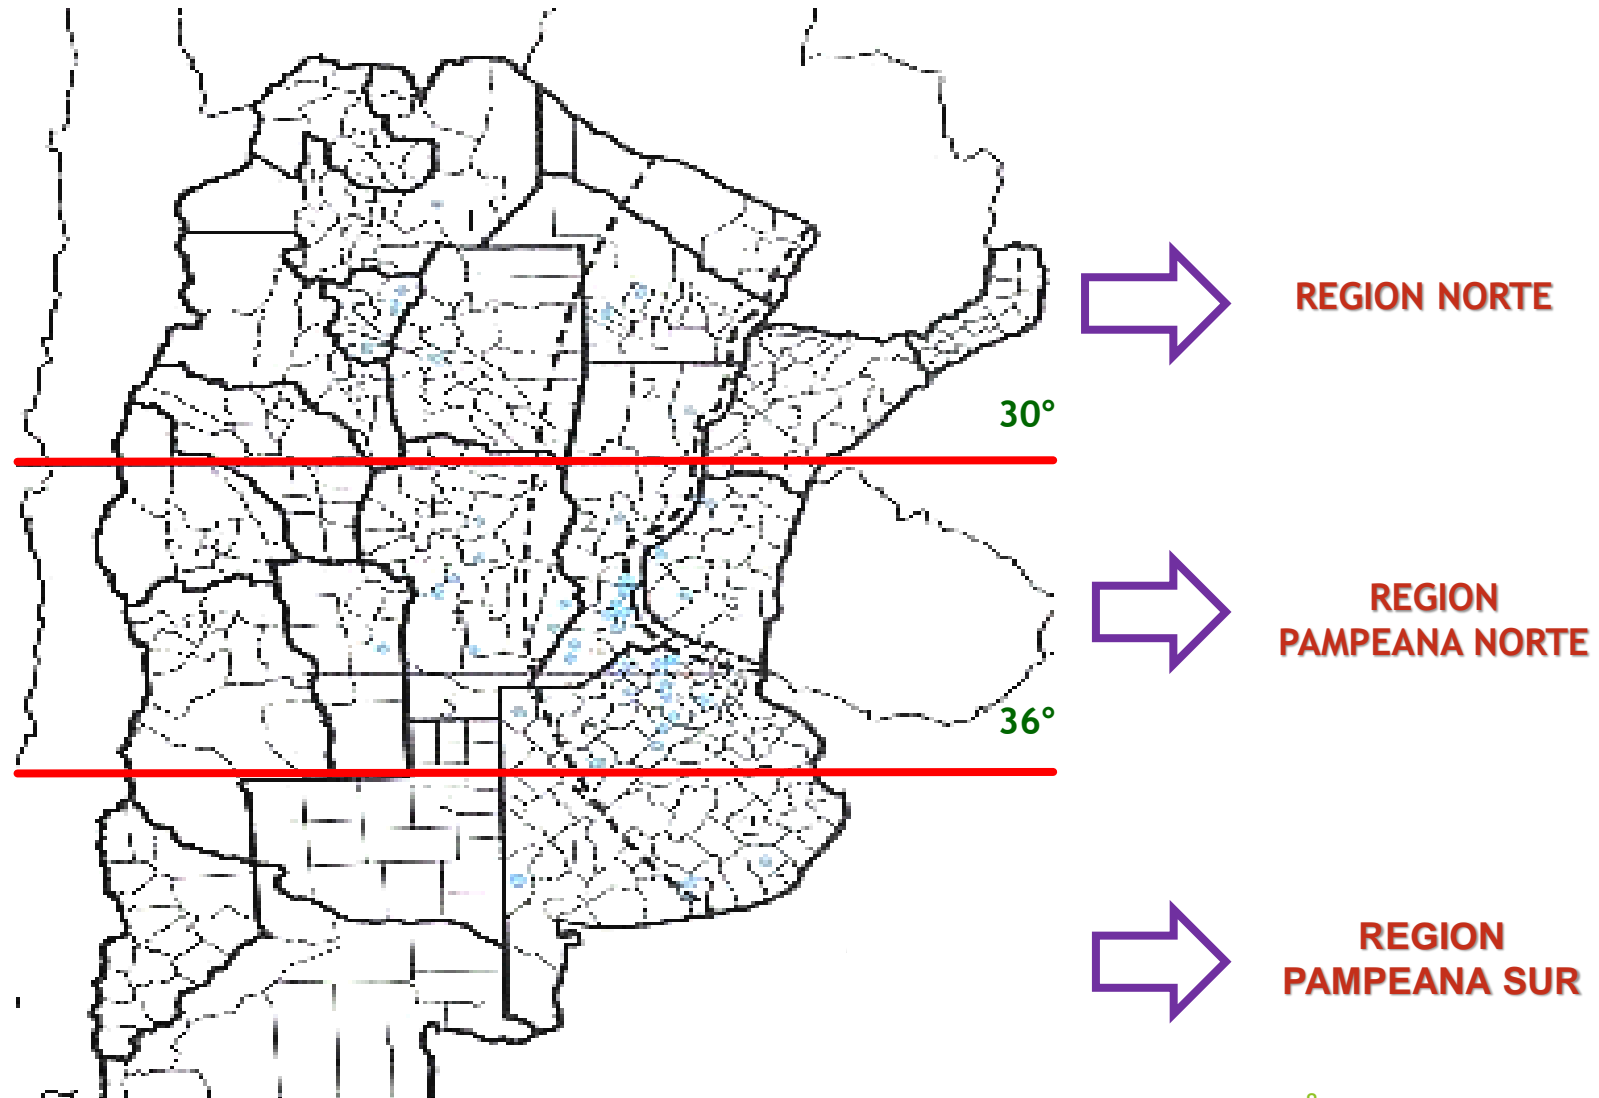 REGION NORTE
30°
REGION
PAMPEANA NORTE
36°
REGION
PAMPEANA SUR